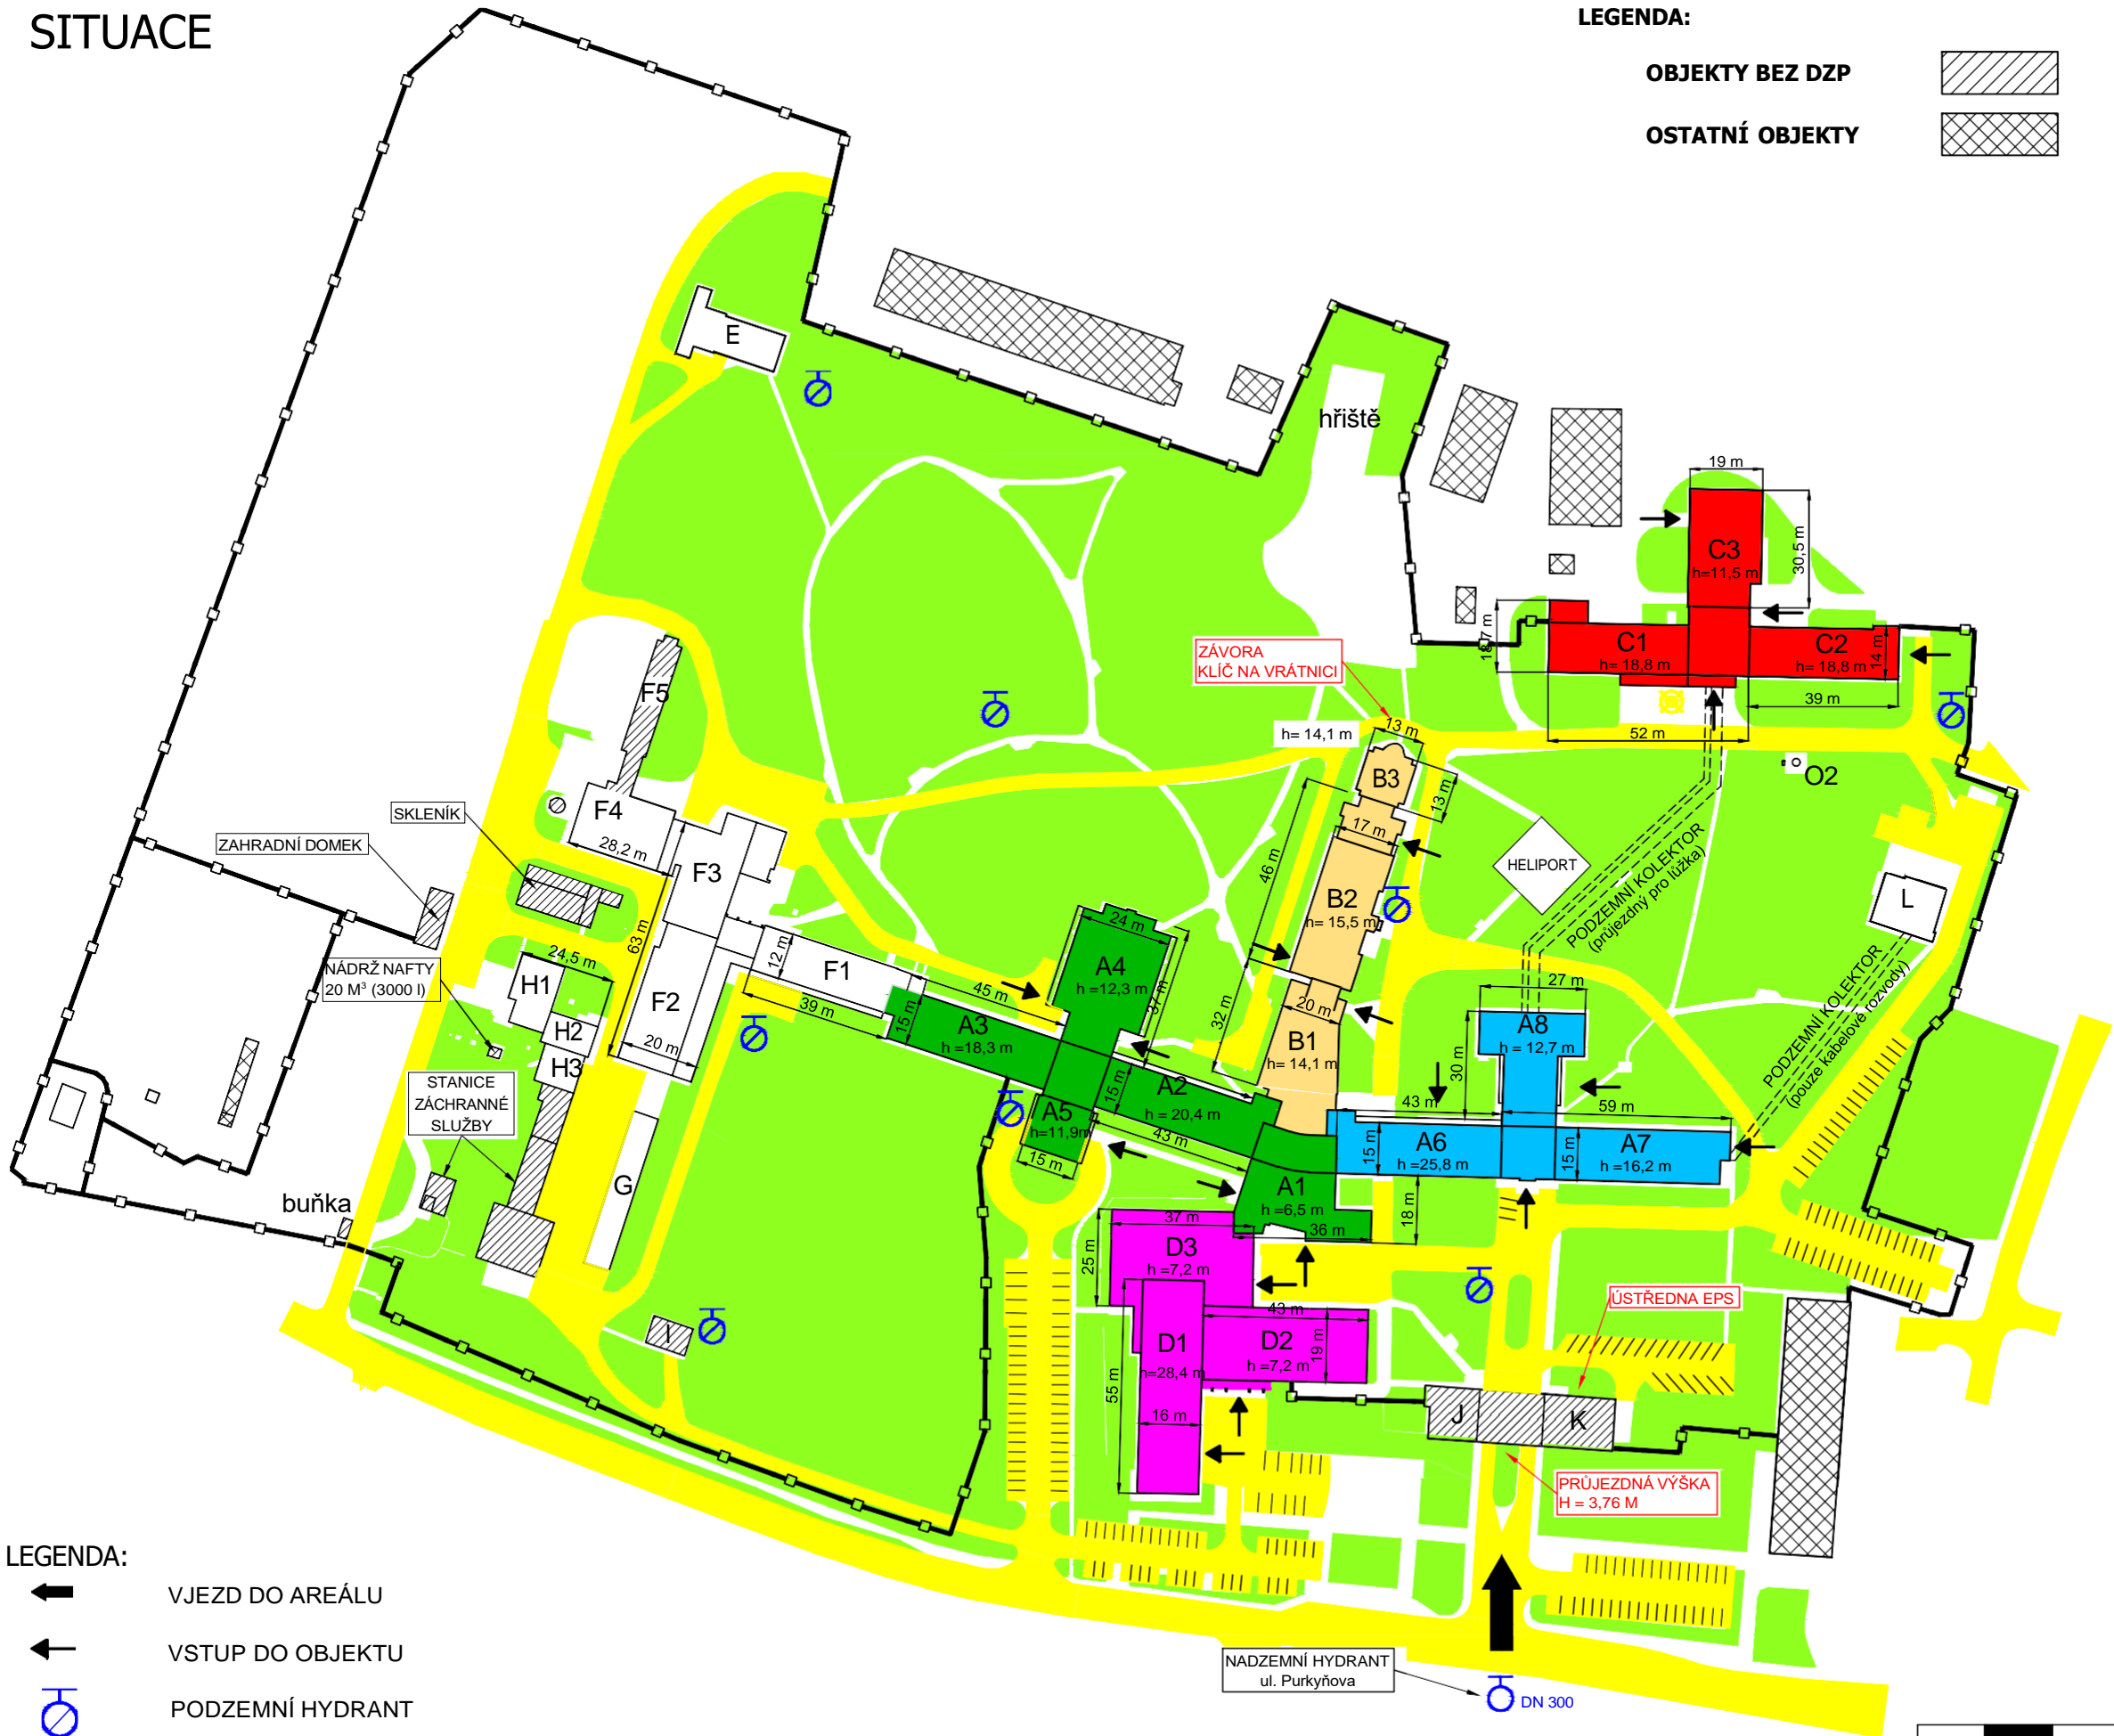 SITUACE
LEGENDA:
OBJEKTY BEZ DZP
OSTATNÍ OBJEKTY
E
hřiště
19 m
C3
h=11,5 m
30,5 m
18,7 m
C1
h= 18,8 m
C2
h= 18,8 m
14 m
39 m
52 m
ZÁVORA
KLÍČ NA VRÁTNICI
h= 14,1 m
13 m
B3
13 m
17 m
46 m
B2
h= 15,5 m
32 m
20 m
B1
h= 14,1 m
O2
HELIPORT
PODZEMNÍ KOLEKTOR
(průjezdný pro lůžka)
L
PODZEMNÍ KOLEKTOR
(pouze kabelové rozvody)
F5
F4
28,2 m
F3
SKLENÍK
ZAHRADNÍ DOMEK
63 m
24,5 m
NÁDRŽ NAFTY
20 M³ (3000 l)
H1
H2
H3
F2
20 m
12 m
F1
39 m
45 m
15 m
A3
h =18,3 m
24 m
A4
h =12,3 m
37 m
A2
h = 20,4 m
15 m
43 m
A5
h=11,9m
15 m
27 m
A8
h = 12,7 m
30 m
43 m
59 m
15 m
A6
h =25,8 m
15 m
A7
h =16,2 m
A1
h =6,5 m
18 m
36 m
37 m
25 m
D3
h =7,2 m
43 m
D1
h=28,4 m
D2
h =7,2 m
19 m
55 m
16 m
STANICE
ZÁCHRANNÉ
SLUŽBY
buňka
G
I
J
K
ÚSTŘEDNA EPS
PRŮJEZDNÁ VÝŠKA
H = 3,76 M
NADZEMNÍ HYDRANT
ul. Purkyňova
DN 300
LEGENDA:
VJEZD DO AREÁLU
VSTUP DO OBJEKTU
PODZEMNÍ HYDRANT